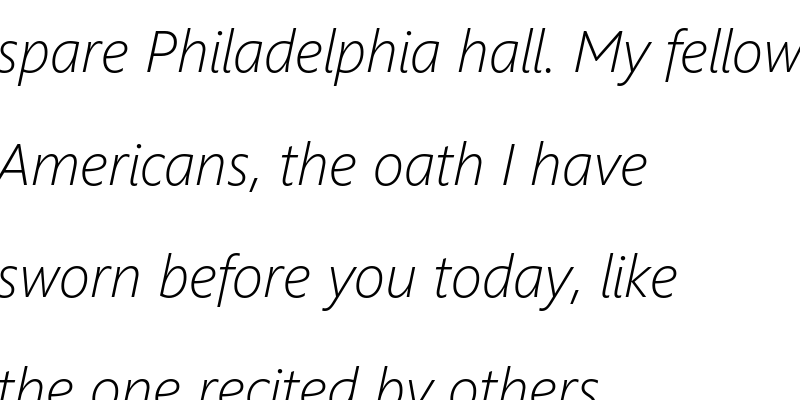 spare Philadelphia hall. My fellow
Americans, the oath I have
sworn before you today, like
the one recited by others